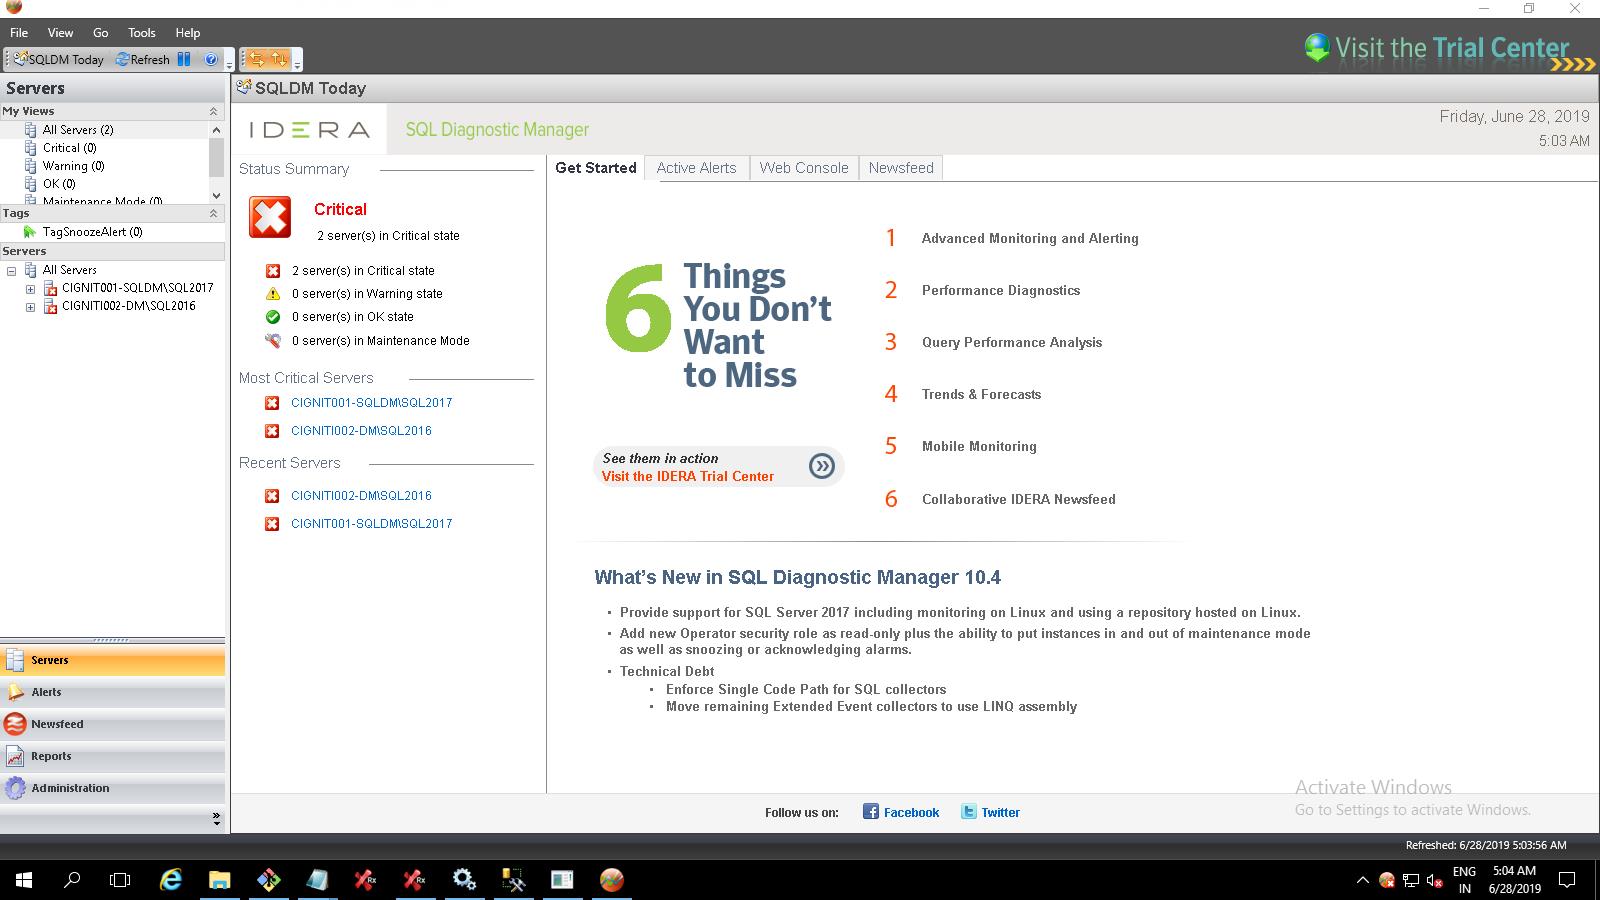 File View Go Tools Help
Visit the Trial Center
SQLDM Today Refresh
Servers
My Views
All Servers (2)
Critical (0)
Warning (0)
OK (0)
Maintenance Mode (0)
Tags
TagSnoozeAlert (0)
Servers
All Servers
CIGNIT001-SQLDM\SQL2017
CIGNITI002-DM\SQL2016
Servers
Alerts
Newsfeed
Reports
Administration
SQLDM Today
IDERA SQL Diagnostic Manager
Friday, June 28, 2019
5:03 AM
Status Summary
Critical
2 server(s) in Critical state
2 server(s) in Critical state
0 server(s) in Warning state
0 server(s) in OK state
0 server(s) in Maintenance Mode
Most Critical Servers
CIGNIT001-SQLDM\SQL2017
CIGNITI002-DM\SQL2016
Recent Servers
CIGNITI002-DM\SQL2016
CIGNIT001-SQLDM\SQL2017
Get Started Active Alerts Web Console Newsfeed
6 Things
You Don't
Want
to Miss
See them in action
Visit the IDERA Trial Center
1 Advanced Monitoring and Alerting
2 Performance Diagnostics
3 Query Performance Analysis
4 Trends & Forecasts
5 Mobile Monitoring
6 Collaborative IDERA Newsfeed
What's New in SQL Diagnostic Manager 10.4
• Provide support for SQL Server 2017 including monitoring on Linux and using a repository hosted on Linux.
• Add new Operator security role as read-only plus the ability to put instances in and out of maintenance mode
as well as snoozing or acknowledging alarms.
• Technical Debt
• Enforce Single Code Path for SQL collectors
• Move remaining Extended Event collectors to use LINQ assembly
Activate Windows
Go to Settings to activate Windows.
Follow us on: Facebook Twitter
Refreshed: 6/28/2019 5:03:56 AM
Rx
Rx
ENG
IN
5:04 AM
6/28/2019